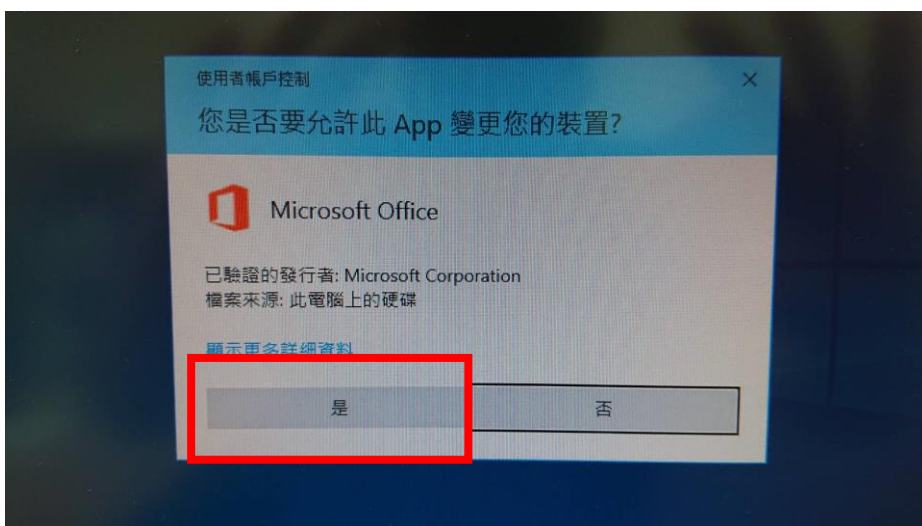 使用者帳戶控制
您是否要允許此 App 變更您的裝置?
Microsoft Office
已驗證的發行者: Microsoft Corporation
檔案來源: 此電腦上的硬碟
顯示更多詳細資料
是
否